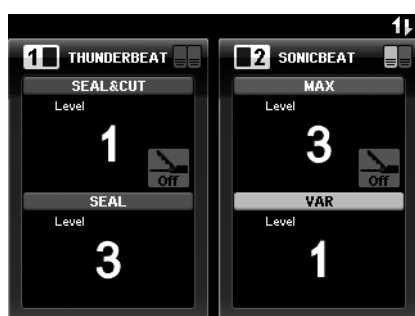 1
1 THUNDERBEAT
SEAL&CUT
Level
1
Off
SEAL
Level
3
2 SONICBEAT
MAX
Level
3
Off
VAR
Level
1